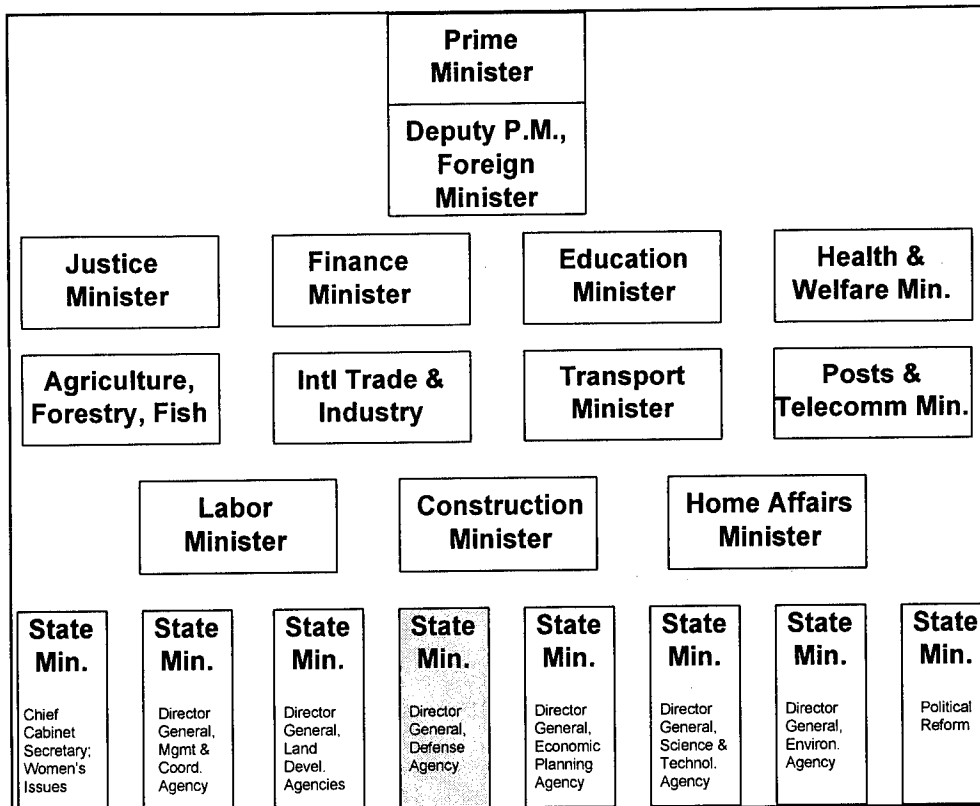 Prime
Minister
Deputy P.M.,
Foreign
Minister
Justice
Minister
Finance
Minister
Education
Minister
Health &
Welfare Min.
Agriculture,
Forestry, Fish
Intl Trade &
Industry
Transport
Minister
Posts &
Telecomm Min.
Labor
Minister
Construction
Minister
Home Affairs
Minister
State
Min.
Chief
Cabinet
Secretary;
Women's
Issues
State
Min.
Director
General,
Mgmt &
Coord.
Agency
State
Min.
Director
General,
Land
Devel.
Agencies
State
Min.
Director
General,
Defense
Agency
State
Min.
Director
General,
Economic
Planning
Agency
State
Min.
Director
General,
Science &
Technol.
Agency
State
Min.
Director
General,
Environ.
Agency
State
Min.
Political
Reform